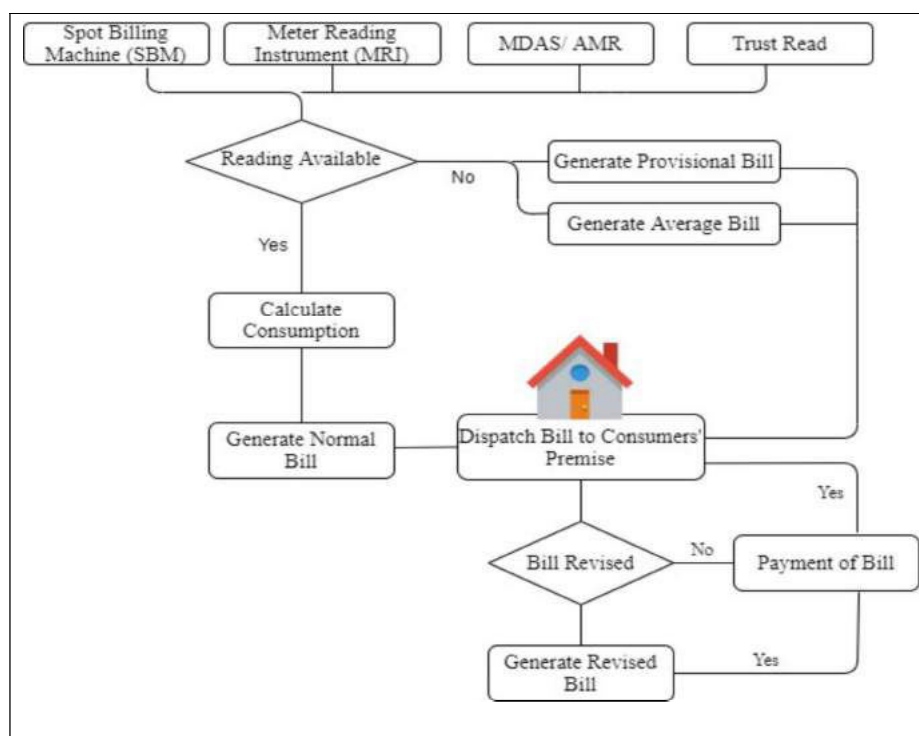 Spot Billing
Machine (SBM)
Meter Reading
Instrument (MRI)
MDAS/ AMR
Trust Read
Reading Available
No
Generate Provisional Bill
Generate Average Bill
Yes
Calculate
Consumption
Generate Normal
Bill
Dispatch Bill to Consumers'
Premise
Yes
Bill Revised
No
Payment of Bill
Generate Revised
Bill
Yes